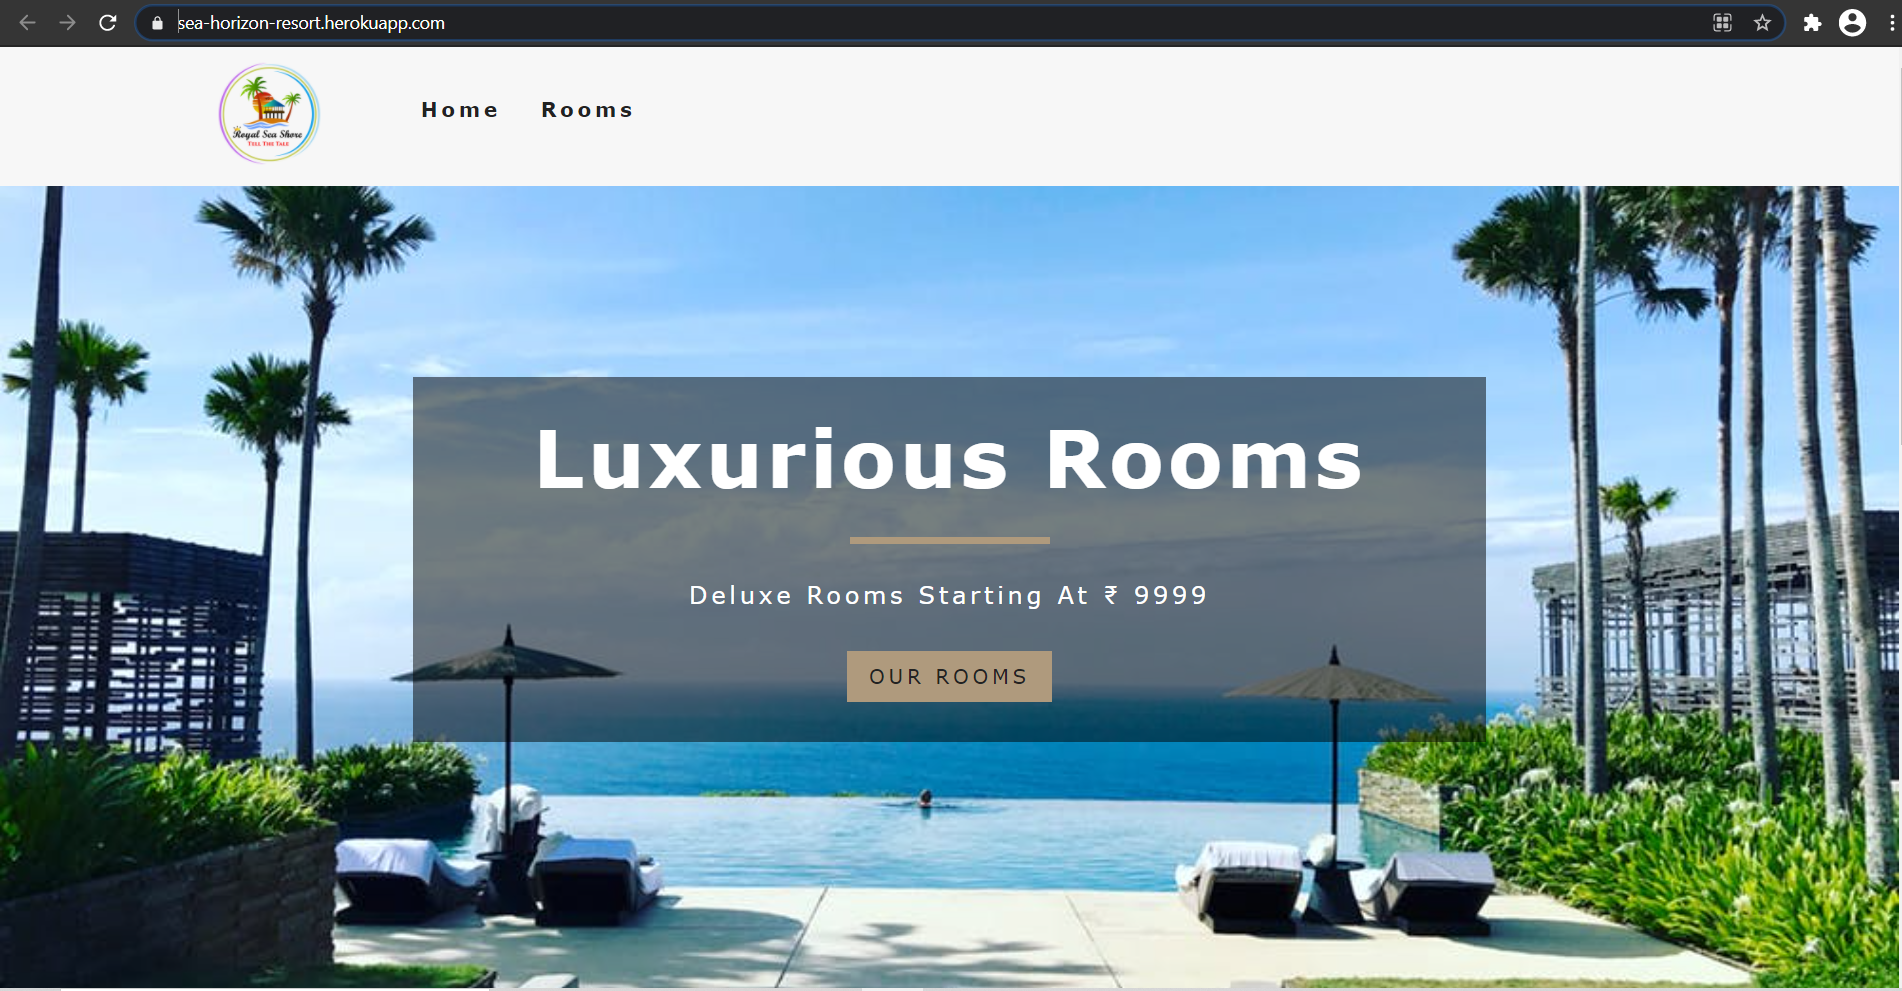 sea-horizon-resort.herokuapp.com
Royal Sea Shore
TELL THE TALE
Home Rooms
Luxurious Rooms
Deluxe Rooms Starting At ₹ 9999
OUR ROOMS